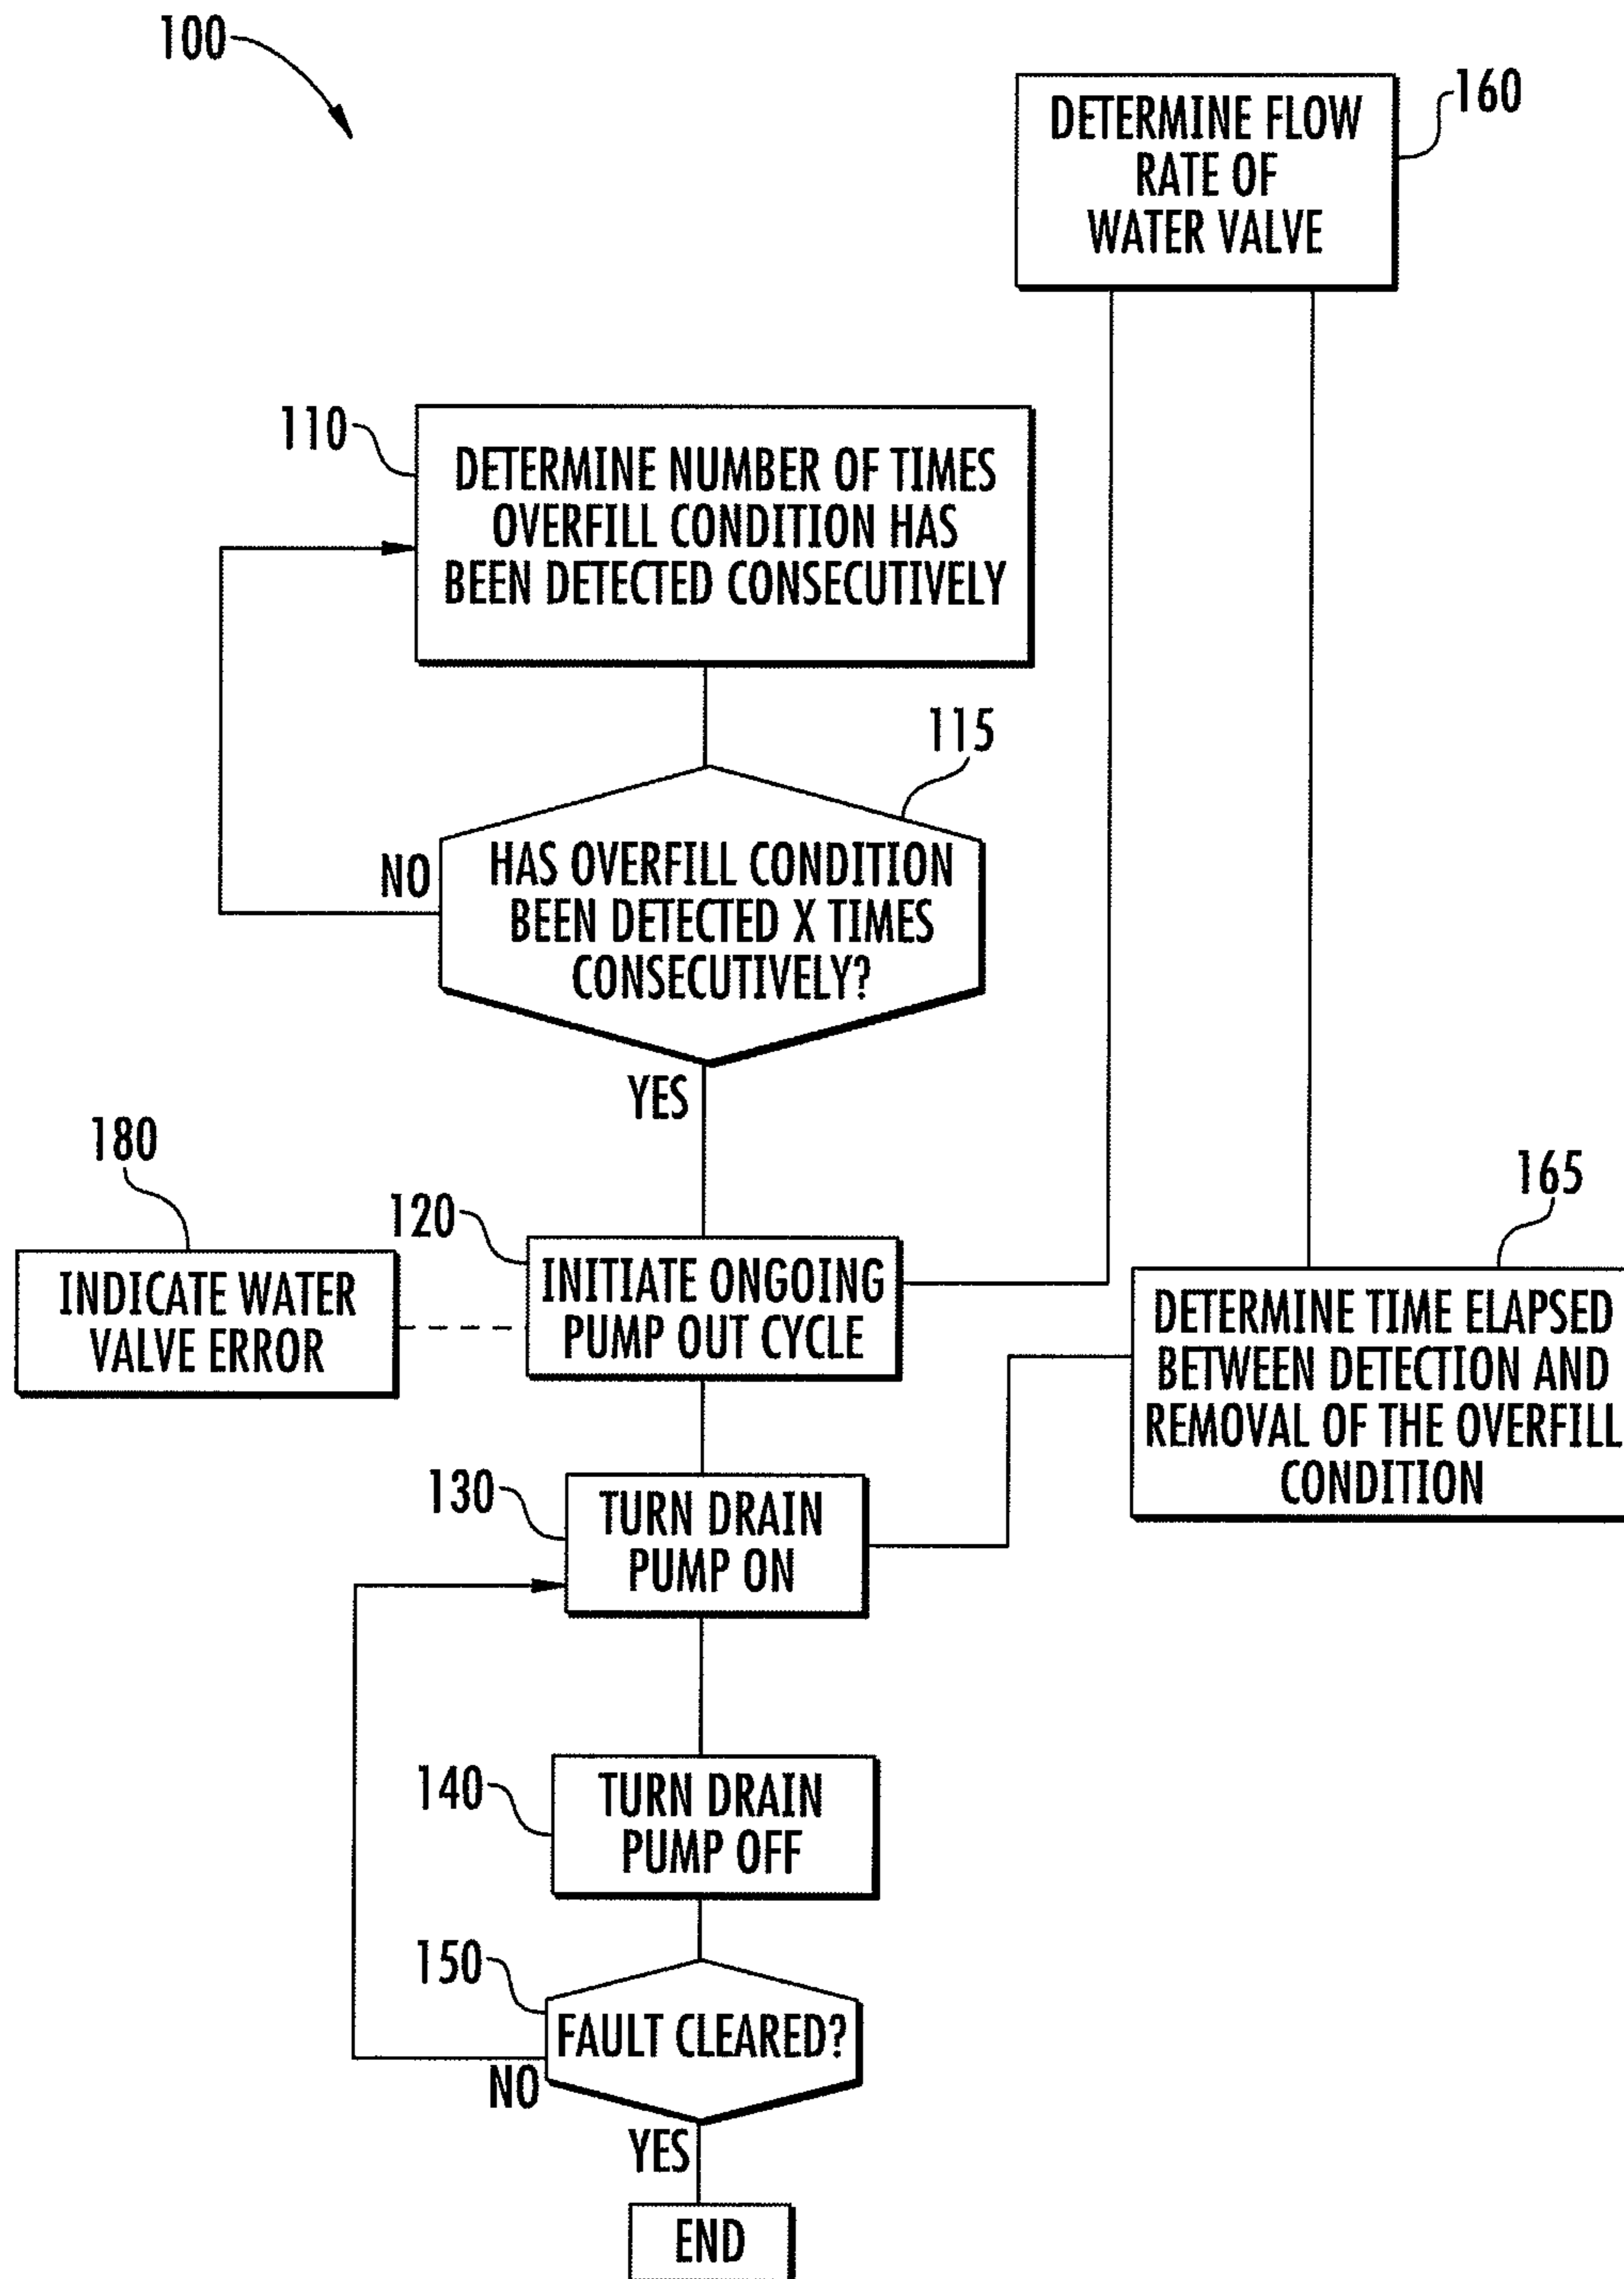 100
DETERMINE FLOW
RATE OF
WATER VALVE
160
110
DETERMINE NUMBER OF TIMES
OVERFILL CONDITION HAS
BEEN DETECTED CONSECUTIVELY
115
HAS OVERFILL CONDITION
BEEN DETECTED X TIMES
CONSECUTIVELY?
NO
YES
180
INDICATE WATER
VALVE ERROR
120
INITIATE ONGOING
PUMP OUT CYCLE
165
DETERMINE TIME ELAPSED
BETWEEN DETECTION AND
REMOVAL OF THE OVERFILL
CONDITION
130
TURN DRAIN
PUMP ON
140
TURN DRAIN
PUMP OFF
150
FAULT CLEARED?
NO
YES
END